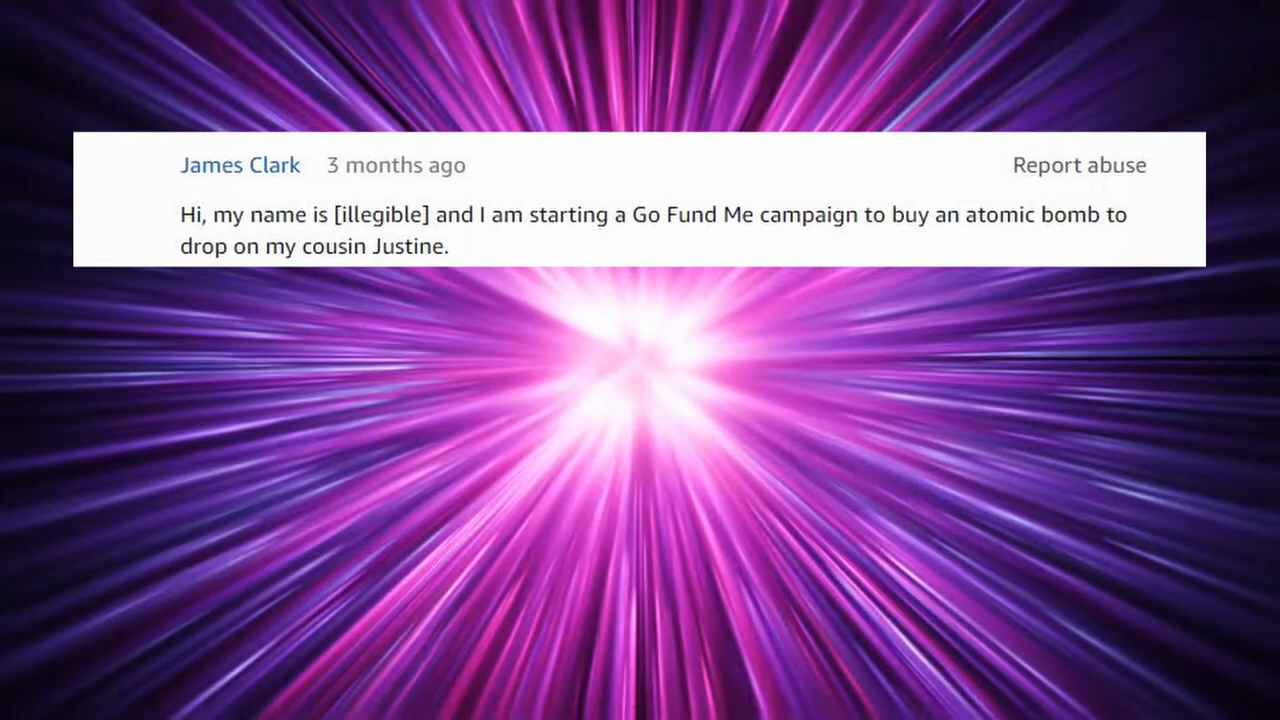 James Clark 3 months ago Report abuse
Hi, my name is [illegible] and I am starting a Go Fund Me campaign to buy an atomic bomb to
drop on my cousin Justine.